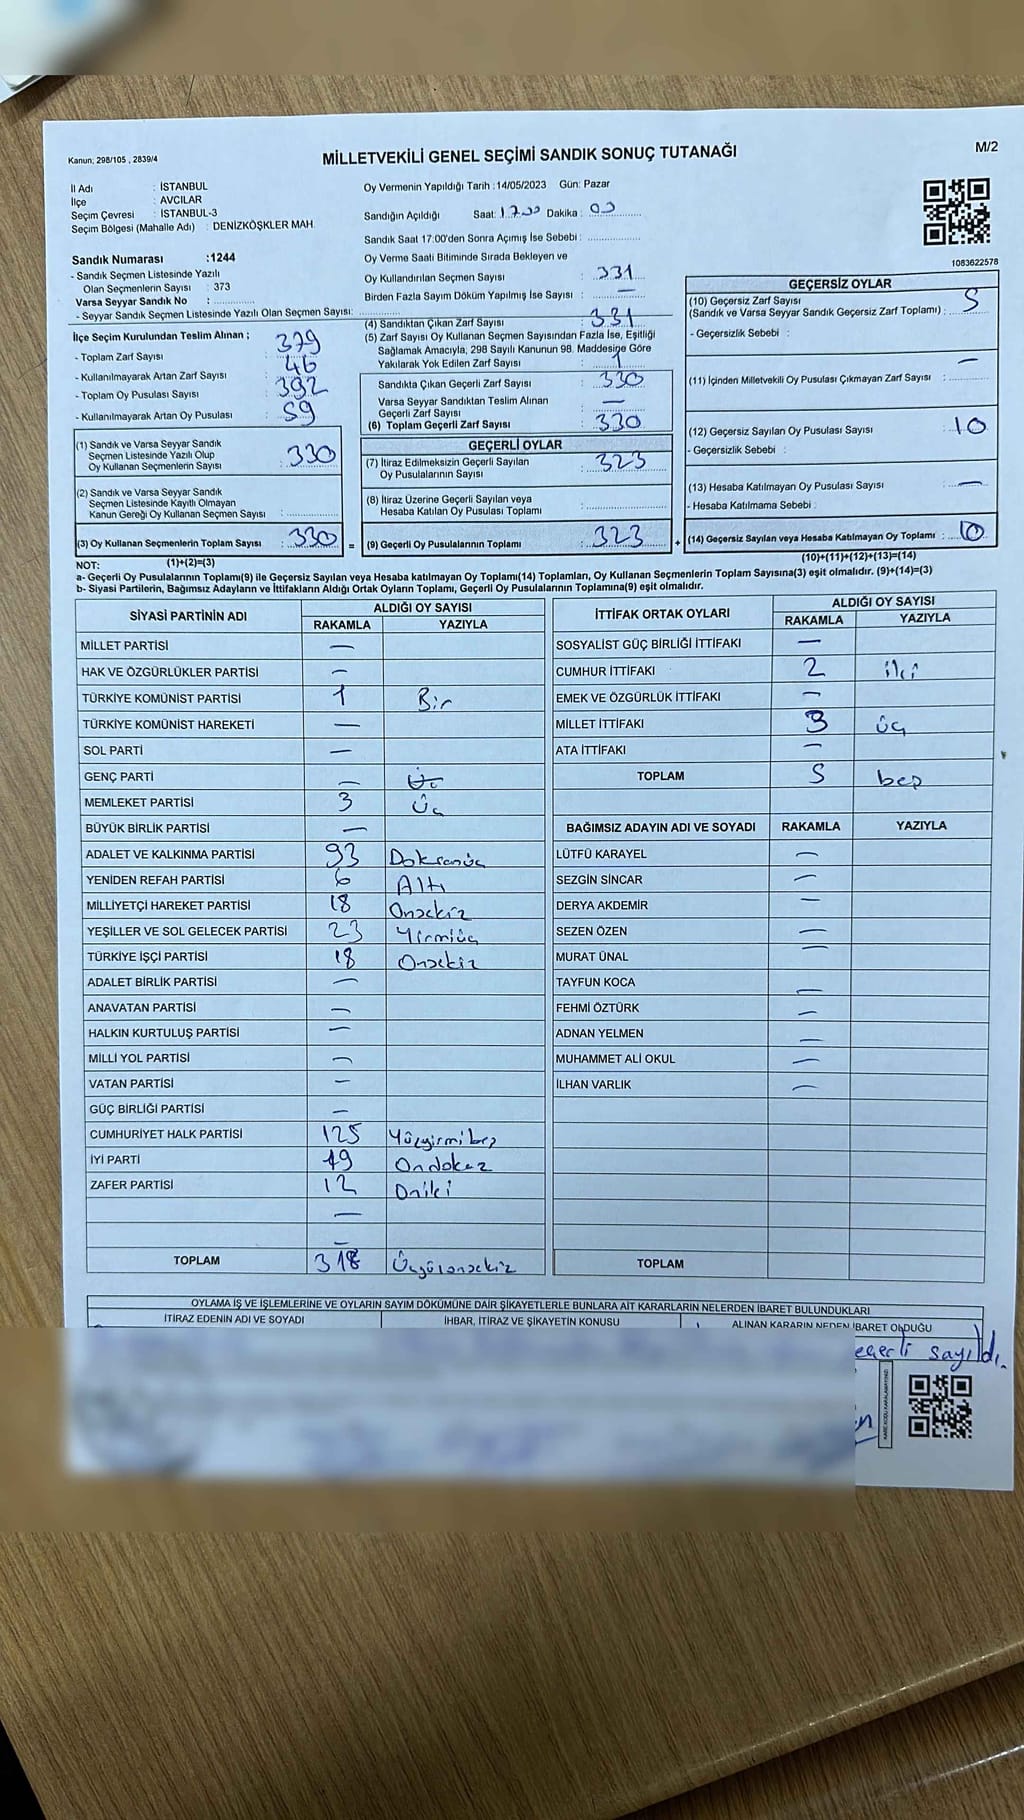 Kanun; 298/105 , 2839/4
MİLLETVEKİLİ GENEL SEÇİMİ SANDIK SONUÇ TUTANAĞI
M/2
İl Adı : İSTANBUL
İlçe : AVCILAR
Seçim Çevresi : İSTANBUL-3
Seçim Bölgesi (Mahalle Adı) : DENİZKÖŞKLER MAH.
Sandık Numarası :1244
- Sandık Seçmen Listesinde Yazılı
Olan Seçmenlerin Sayısı : 373
Varsa Seyyar Sandık No : ..............
- Seyyar Sandık Seçmen Listesinde Yazılı Olan Seçmen Sayısı: ..............
Oy Vermenin Yapıldığı Tarih :14/05/2023 Gün: Pazar
Sandığın Açıldığı Saat: 17:00 Dakika : 00
Sandık Saat 17:00'den Sonra Açımış İse Sebebi : ..............
Oy Verme Saati Bitiminde Sırada Bekleyen ve
Oy Kullandırılan Seçmen Sayısı : 331
Birden Fazla Sayım Döküm Yapılmış İse Sayısı : —
1083622578
İlçe Seçim Kurulundan Teslim Alınan ;
- Toplam Zarf Sayısı : 379
- Kullanılmayarak Artan Zarf Sayısı : 46
- Toplam Oy Pusulası Sayısı : 392
- Kullanılmayarak Artan Oy Pusulası : 59
(1) Sandık ve Varsa Seyyar Sandık
Seçmen Listesinde Yazılı Olup
Oy Kullanan Seçmenlerin Sayısı : 330
(2) Sandık ve Varsa Seyyar Sandık
Seçmen Listesinde Kayıtlı Olmayan
Kanun Gereği Oy Kullanan Seçmen Sayısı : ..............
(3) Oy Kullanan Seçmenlerin Toplam Sayısı : 330 =
(1)+(2)=(3)
(4) Sandıktan Çıkan Zarf Sayısı : 331
(5) Zarf Sayısı Oy Kullanan Seçmen Sayısından Fazla İse, Eşitliği
Sağlamak Amacıyla, 298 Sayılı Kanunun 98. Maddesine Göre
Yakılarak Yok Edilen Zarf Sayısı : 1
Sandıkta Çıkan Geçerli Zarf Sayısı : 330
Varsa Seyyar Sandıktan Teslim Alınan
Geçerli Zarf Sayısı : —
(6) Toplam Geçerli Zarf Sayısı : 330
GEÇERLİ OYLAR
(7) İtiraz Edilmeksizin Geçerli Sayılan
Oy Pusulalarının Sayısı : 323
(8) İtiraz Üzerine Geçerli Sayılan veya
Hesaba Katılan Oy Pusulası Toplamı : ..............
(9) Geçerli Oy Pusulalarının Toplamı : 323 +
GEÇERSİZ OYLAR
(10) Geçersiz Zarf Sayısı
(Sandık ve Varsa Seyyar Sandık Geçersiz Zarf Toplamı) : 5
- Geçersizlik Sebebi :
(11) İçinden Milletvekili Oy Pusulası Çıkmayan Zarf Sayısı : —
(12) Geçersiz Sayılan Oy Pusulası Sayısı : 10
- Geçersizlik Sebebi :
(13) Hesaba Katılmayan Oy Pusulası Sayısı : —
- Hesaba Katılmama Sebebi :
(14) Geçersiz Sayılan veya Hesaba Katılmayan Oy Toplamı : 10
(10)+(11)+(12)+(13)=(14)
NOT:
a- Geçerli Oy Pusulalarının Toplamı(9) ile Geçersiz Sayılan veya Hesaba katılmayan Oy Toplamı(14) Toplamları, Oy Kullanan Seçmenlerin Toplam Sayısına(3) eşit olmalıdır. (9)+(14)=(3)
b- Siyasi Partilerin, Bağımsız Adayların ve İttifakların Aldığı Ortak Oyların Toplamı, Geçerli Oy Pusulalarının Toplamına(9) eşit olmalıdır.
SİYASİ PARTİNİN ADI ALDIĞI OY SAYISI
RAKAMLA YAZIYLA
MİLLET PARTİSİ —
HAK VE ÖZGÜRLÜKLER PARTİSİ —
TÜRKİYE KOMÜNİST PARTİSİ 1 Bir
TÜRKİYE KOMÜNİST HAREKETİ —
SOL PARTİ —
GENÇ PARTİ —
MEMLEKET PARTİSİ 3 Üç
BÜYÜK BİRLİK PARTİSİ —
ADALET VE KALKINMA PARTİSİ 93 Doksanüç
YENİDEN REFAH PARTİSİ 6 Altı
MİLLİYETÇİ HAREKET PARTİSİ 18 Onsekiz
YEŞİLLER VE SOL GELECEK PARTİSİ 23 Yirmiüç
TÜRKİYE İŞÇİ PARTİSİ 18 Onsekiz
ADALET BİRLİK PARTİSİ —
ANAVATAN PARTİSİ —
HALKIN KURTULUŞ PARTİSİ —
MİLLİ YOL PARTİSİ —
VATAN PARTİSİ —
GÜÇ BİRLİĞİ PARTİSİ —
CUMHURİYET HALK PARTİSİ 125 Yüzyirmibeş
İYİ PARTİ 19 Ondokuz
ZAFER PARTİSİ 12 Oniki
—
—
TOPLAM 318 Üçyüzonsekiz
İTTİFAK ORTAK OYLARI ALDIĞI OY SAYISI
RAKAMLA YAZIYLA
SOSYALİST GÜÇ BİRLİĞİ İTTİFAKI —
CUMHUR İTTİFAKI 2 iki
EMEK VE ÖZGÜRLÜK İTTİFAKI —
MİLLET İTTİFAKI 3 üç
ATA İTTİFAKI —
TOPLAM 5 beş
BAĞIMSIZ ADAYIN ADI VE SOYADI RAKAMLA YAZIYLA
LÜTFÜ KARAYEL —
SEZGİN SİNCAR —
DERYA AKDEMİR —
SEZEN ÖZEN —
MURAT ÜNAL —
TAYFUN KOCA —
FEHMİ ÖZTÜRK —
ADNAN YELMEN —
MUHAMMET ALİ OKUL —
İLHAN VARLIK —
TOPLAM
OYLAMA İŞ VE İŞLEMLERİNE VE OYLARIN SAYIM DÖKÜMÜNE DAİR ŞİKAYETLERLE BUNLARA AİT KARARLARIN NELERDEN İBARET BULUNDUKLARI
İTİRAZ EDENİN ADI VE SOYADI İHBAR, İTİRAZ VE ŞİKAYETİN KONUSU ALINAN KARARIN NEDEN İBARET OLDUĞU
sayıldı.